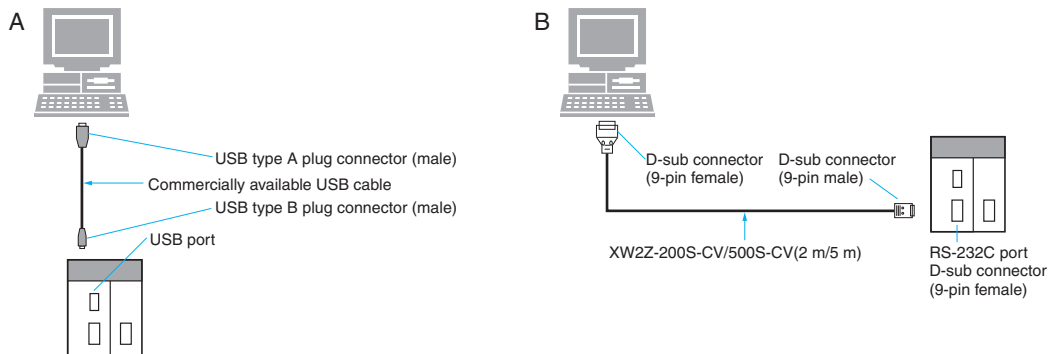 A
USB type A plug connector (male)
Commercially available USB cable
USB type B plug connector (male)
USB port
B
D-sub connector
(9-pin female)
D-sub connector
(9-pin male)
XW2Z-200S-CV/500S-CV(2 m/5 m)
RS-232C port
D-sub connector
(9-pin female)